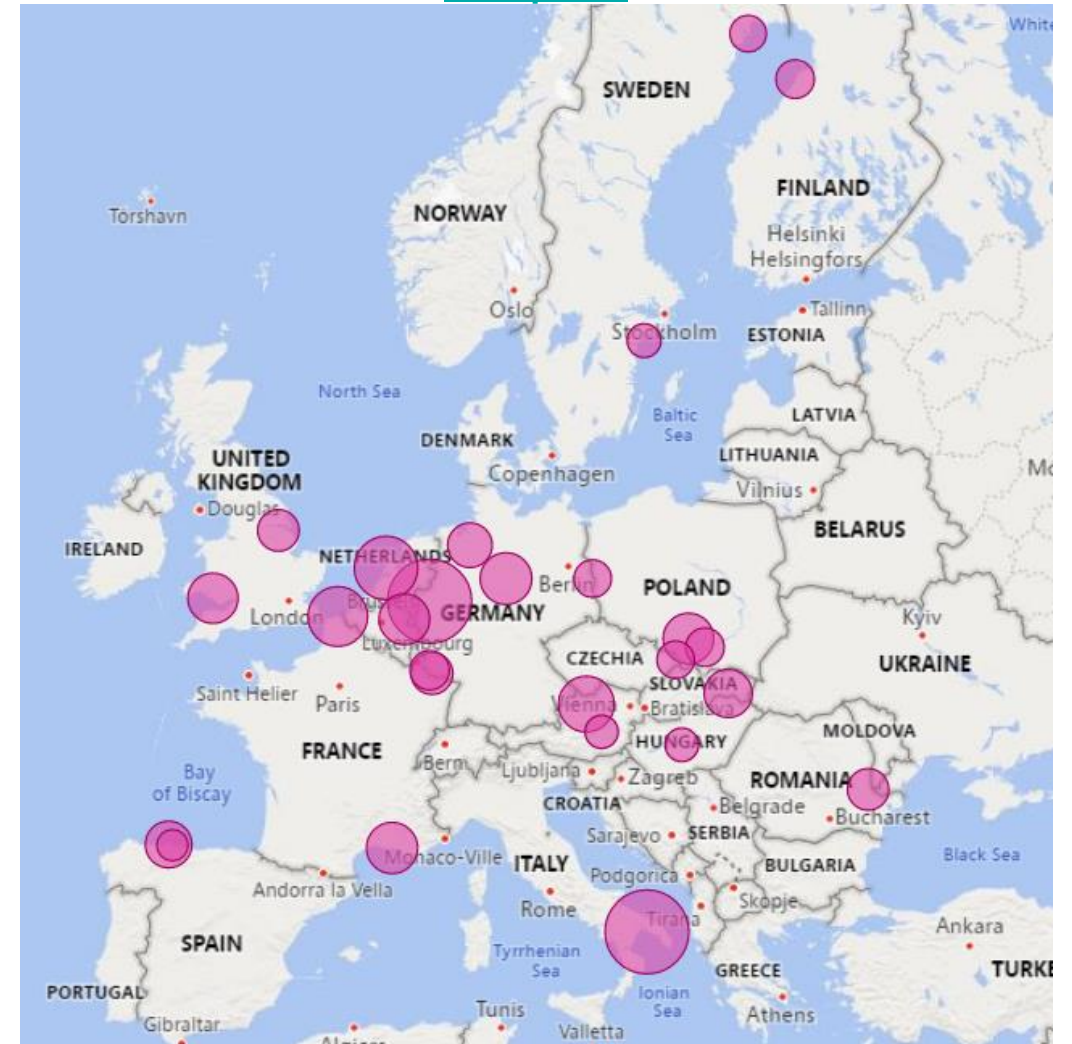 White
SWEDEN
FINLAND
Tórshavn
NORWAY
Helsinki
Helsingfors
Oslo
Tallinn
Stockholm
ESTONIA
North Sea
Baltic
Sea
LATVIA
DENMARK
LITHUANIA
UNITED
KINGDOM
Copenhagen
Vilnius
Douglas
BELARUS
IRELAND
NETHERLANDS
Berlin
POLAND
London
GERMANY
Kyiv
Luxembourg
CZECHIA
UKRAINE
SLOVAKIA
Saint Helier
Paris
Vienna
Bratislava
MOLDOVA
FRANCE
Bern
Ljubljana
HUNGARY
Zagreb
ROMANIA
Bay
of Biscay
CROATIA
Belgrade
Bucharest
Sarajevo
SERBIA
Monaco-Ville
ITALY
Podgorica
BULGARIA
Black Sea
Andorra la Vella
Rome
Tirana
Skopje
Ankara
SPAIN
Tyrrhenian
Sea
GREECE
TURKE
PORTUGAL
Ionian
Sea
Gibraltar
Tunis
Valletta
Athens